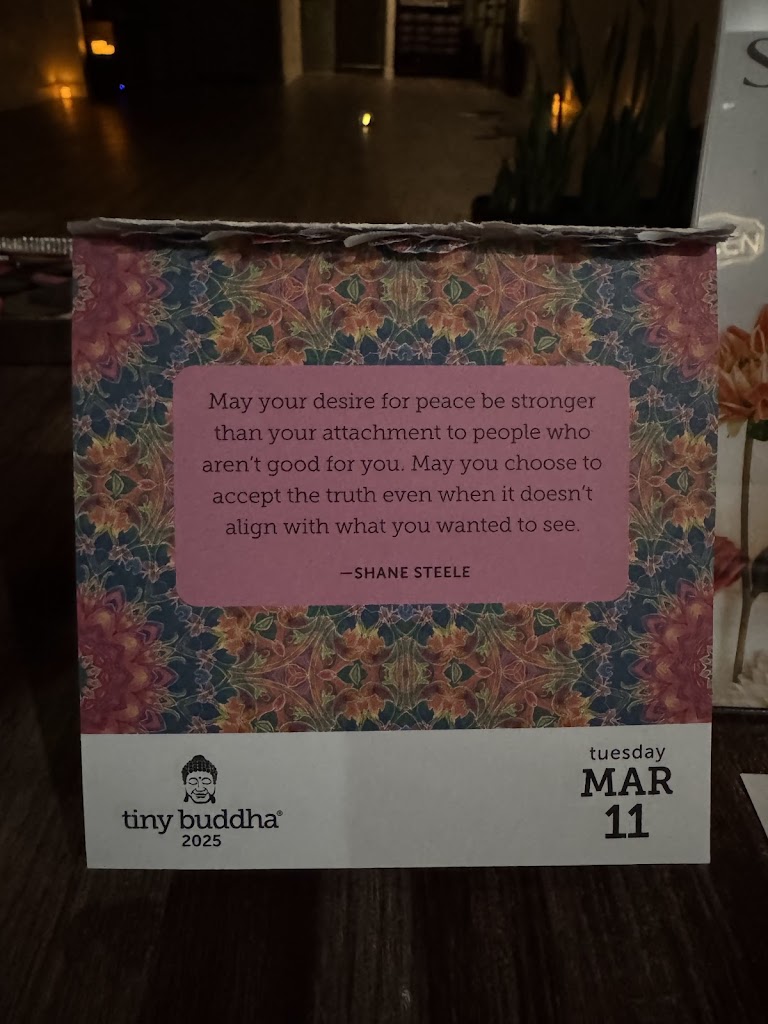 May your desire for peace be stronger
than your attachment to people who
aren't good for you. May you choose to
accept the truth even when it doesn't
align with what you wanted to see.
—SHANE STEELE
tiny buddha®
2025
tuesday
MAR
11